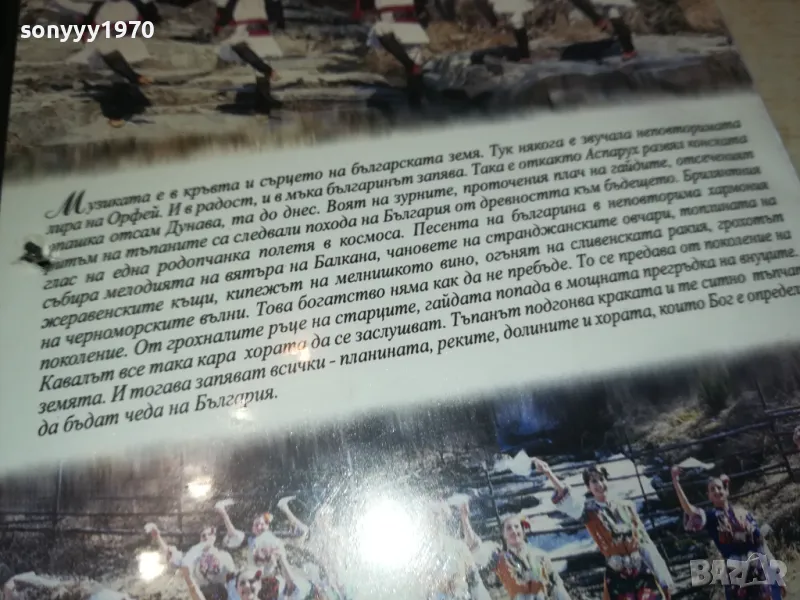 sonyyy1970
Музиката е в кръвта и сърцето на българската земя. Тук някога е звучала неповторимата
лира на Орфей. И в радост, и в мъка българинът запява. Така е откакто Аспарух развял конската
опашка отсам Дунава, та до днес. Воят на зурните, проточения плач на гайдите, отсеченият
ритъм на тъпаните са следвали похода на България от древността към бъдещето. Брилянтния
глас на една родопчанка полетя в космоса. Песента на българина в неповторима хармония
събира мелодията на вятъра на Балкана, чановете на странджанските овчари, топлината на
жеравенските къщи, кипежът на мелнишкото вино, огънят на сливенската ракия, грохотът
на черноморските вълни. Това богатство няма как да не пребъде. То се предава от поколение на
поколение. От грохналите ръце на старците, гайдата попада в мощната прегръдка на внуците.
Кавалът все така кара хората да се заслушват. Тъпанът подгонва краката и те ситно тъпчат
земята. И тогава запяват всички - планината, реките, долините и хората, които Бог е определ
да бъдат чеда на България.
BAZAR